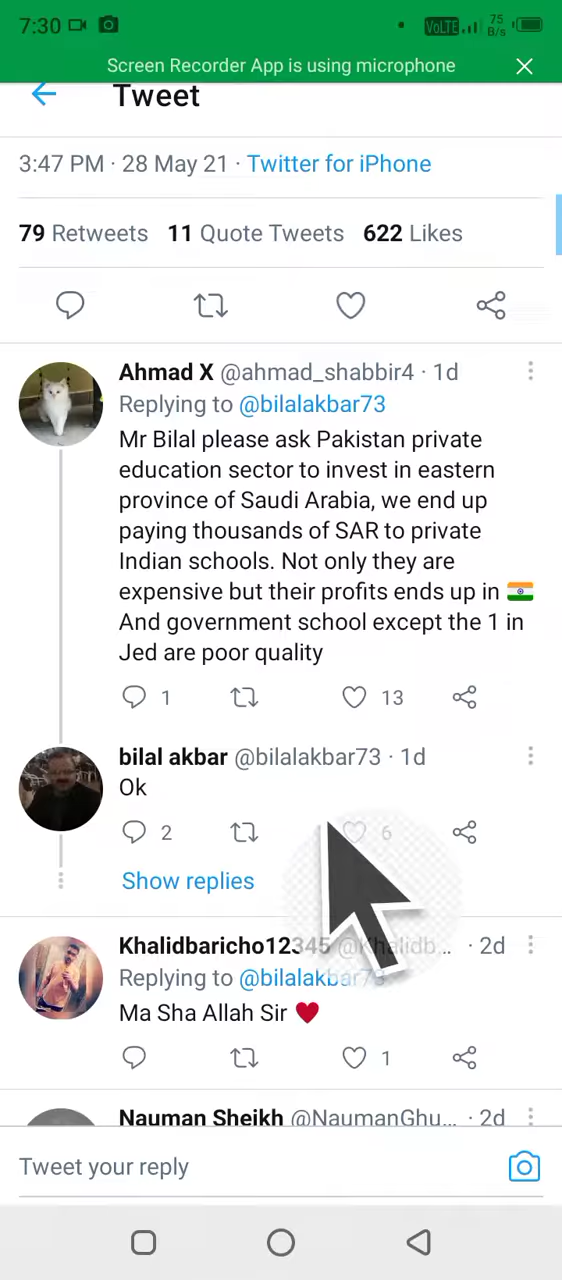 7:30
VoLTE
75
B/s
Screen Recorder App is using microphone
Tweet
3:47 PM · 28 May 21 · Twitter for iPhone
79 Retweets 11 Quote Tweets 622 Likes
Ahmad X @ahmad_shabbir4 · 1d
Replying to @bilalakbar73
Mr Bilal please ask Pakistan private
education sector to invest in eastern
province of Saudi Arabia, we end up
paying thousands of SAR to private
Indian schools. Not only they are
expensive but their profits ends up in 🇮🇳
And government school except the 1 in
Jed are poor quality
1 13
bilal akbar @bilalakbar73 · 1d
Ok
2 6
Show replies
Khalidbaricho12345 @Khalidb… · 2d
Replying to @bilalakbar73
Ma Sha Allah Sir ♥
1
Nauman Sheikh @NaumanGhu… · 2d
Tweet your reply